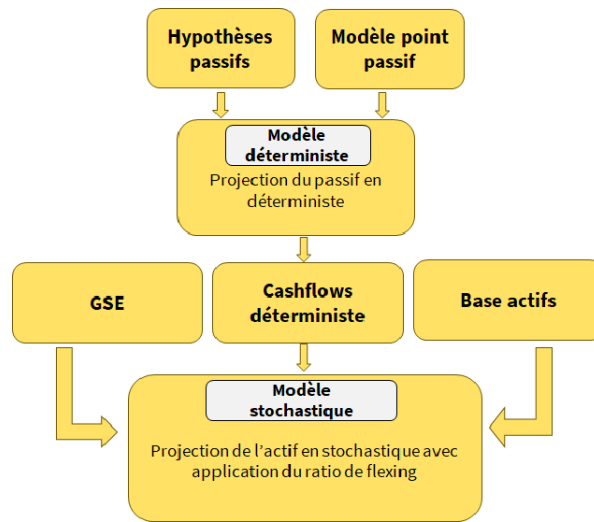 Hypothèses
passifs
Modèle point
passif
Modèle
déterministe
Projection du passif en
déterministe
GSE
Cashflows
déterministe
Base actifs
Modèle
stochastique
Projection de l'actif en stochastique avec
application du ratio de flexing